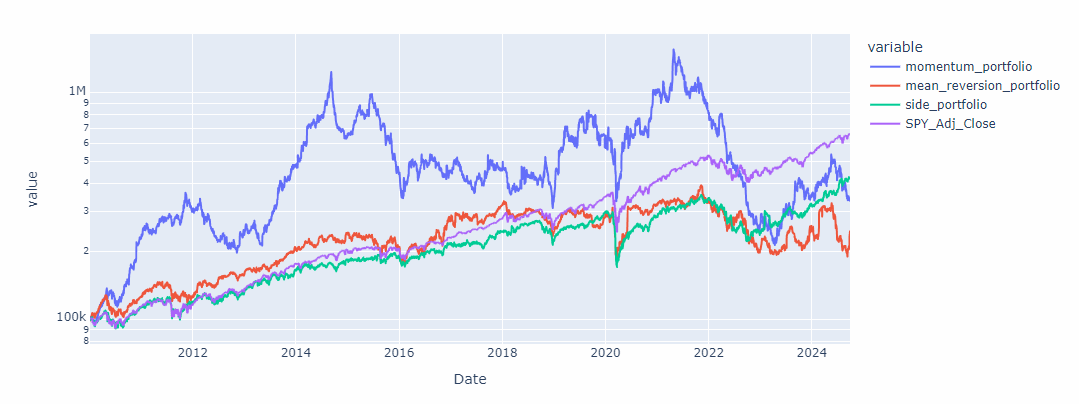 variable
momentum_portfolio
mean_reversion_portfolio
side_portfolio
SPY_Adj_Close
value
1M
9
8
7
6
5
4
3
2
100k
9
8
2012 2014 2016 2018 2020 2022 2024
Date